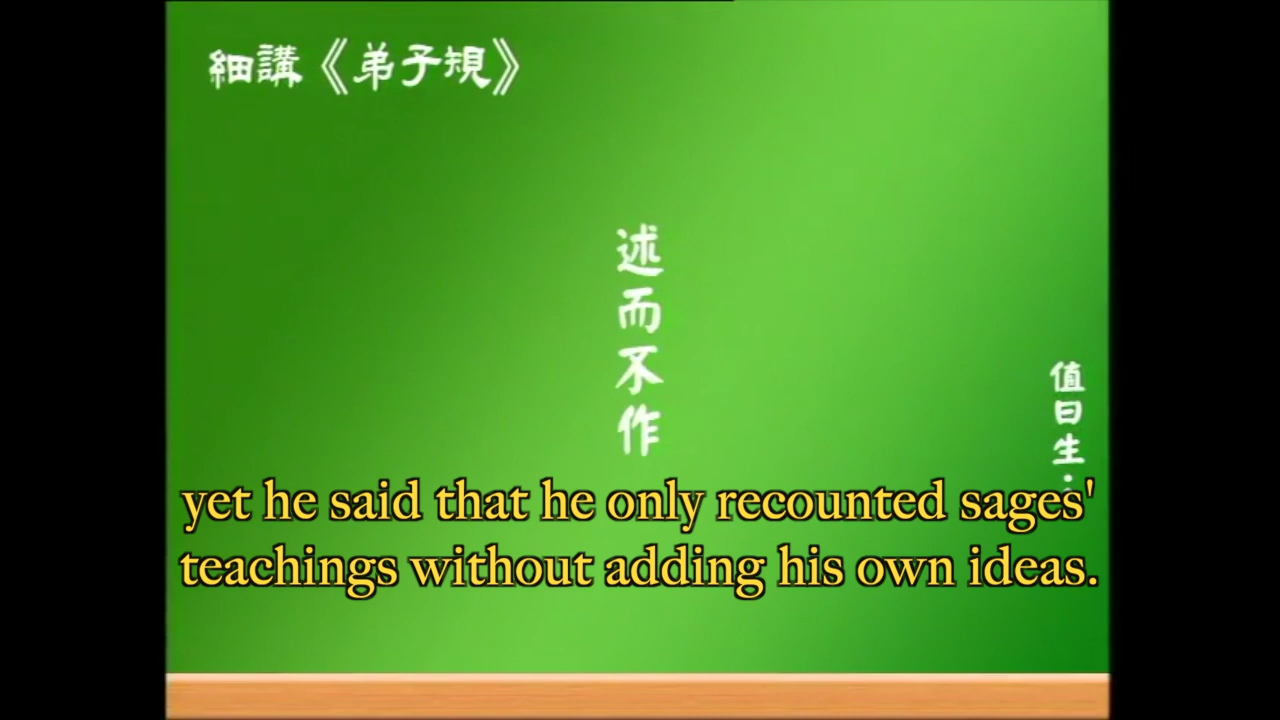 細講《弟子規》
述而不作
值日生：
yet he said that he only recounted sages'
teachings without adding his own ideas.